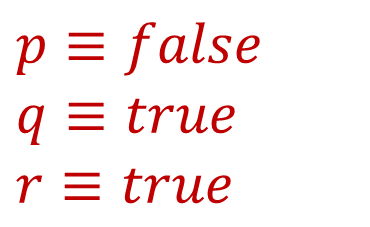 p ≡ false
q ≡ true
r ≡ true